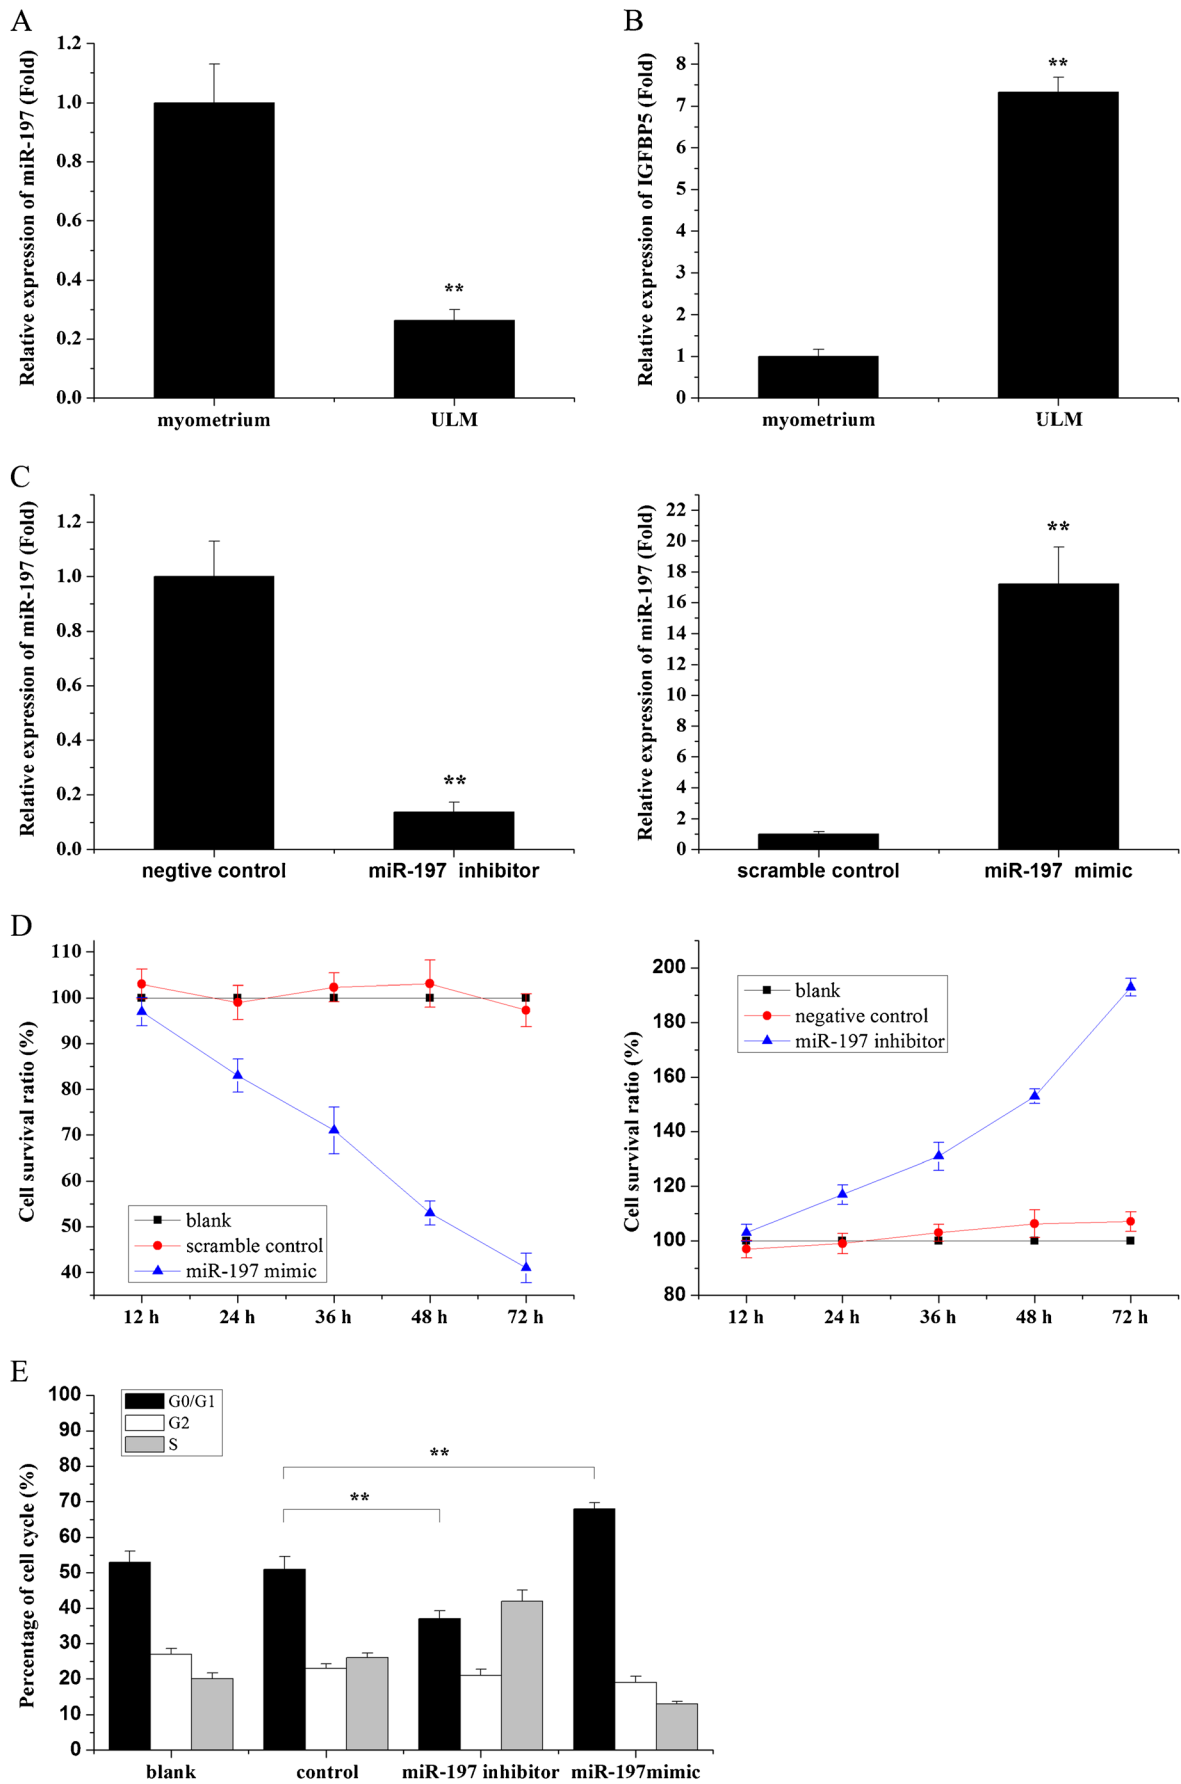 A
Relative expression of miR-197 (Fold)
1.2
1.0
0.8
0.6
0.4
0.2
0.0
**
myometrium
ULM
B
Relative expression of IGFBP5 (Fold)
8
7
6
5
4
3
2
1
0
**
myometrium
ULM
C
Relative expression of miR-197 (Fold)
1.2
1.0
0.8
0.6
0.4
0.2
0.0
**
negtive control
miR-197 inhibitor
Relative expression of miR-197 (Fold)
22
20
18
16
14
12
10
8
6
4
2
0
**
scramble control
miR-197 mimic
D
Cell survival ratio (%)
110
100
90
80
70
60
50
40
blank
scramble control
miR-197 mimic
12 h
24 h
36 h
48 h
72 h
Cell survival ratio (%)
200
180
160
140
120
100
80
blank
negative control
miR-197 inhibitor
12 h
24 h
36 h
48 h
72 h
E
Percentage of cell cycle (%)
100
90
80
70
60
50
40
30
20
10
0
G0/G1
G2
S
**
**
blank
control
miR-197 inhibitor
miR-197mimic